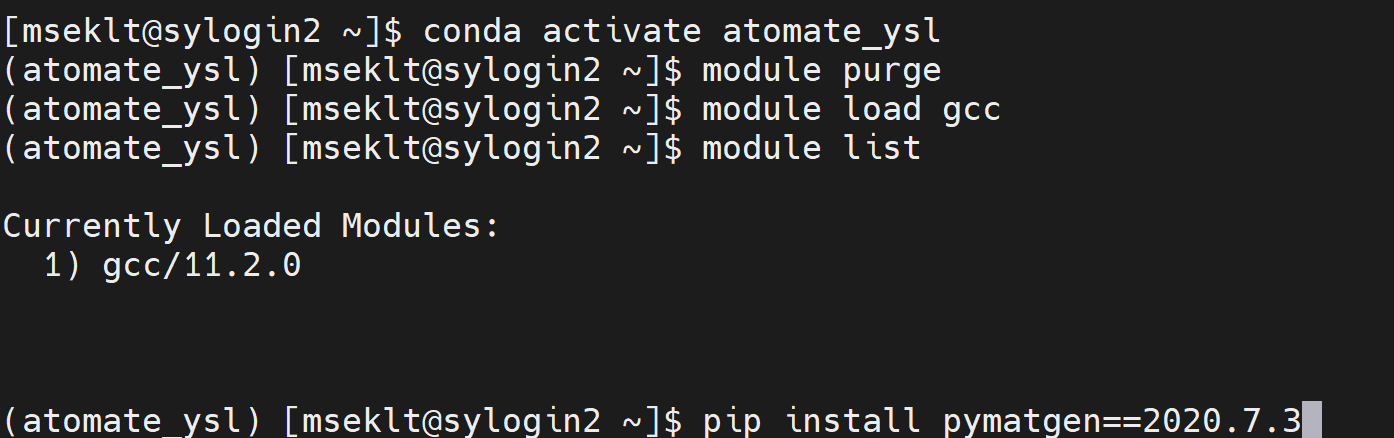 [mseklt@sylogin2 ~]$ conda activate atomate_ysl
(atomate_ysl) [mseklt@sylogin2 ~]$ module purge
(atomate_ysl) [mseklt@sylogin2 ~]$ module load gcc
(atomate_ysl) [mseklt@sylogin2 ~]$ module list
Currently Loaded Modules:
  1) gcc/11.2.0
(atomate_ysl) [mseklt@sylogin2 ~]$ pip install pymatgen==2020.7.3